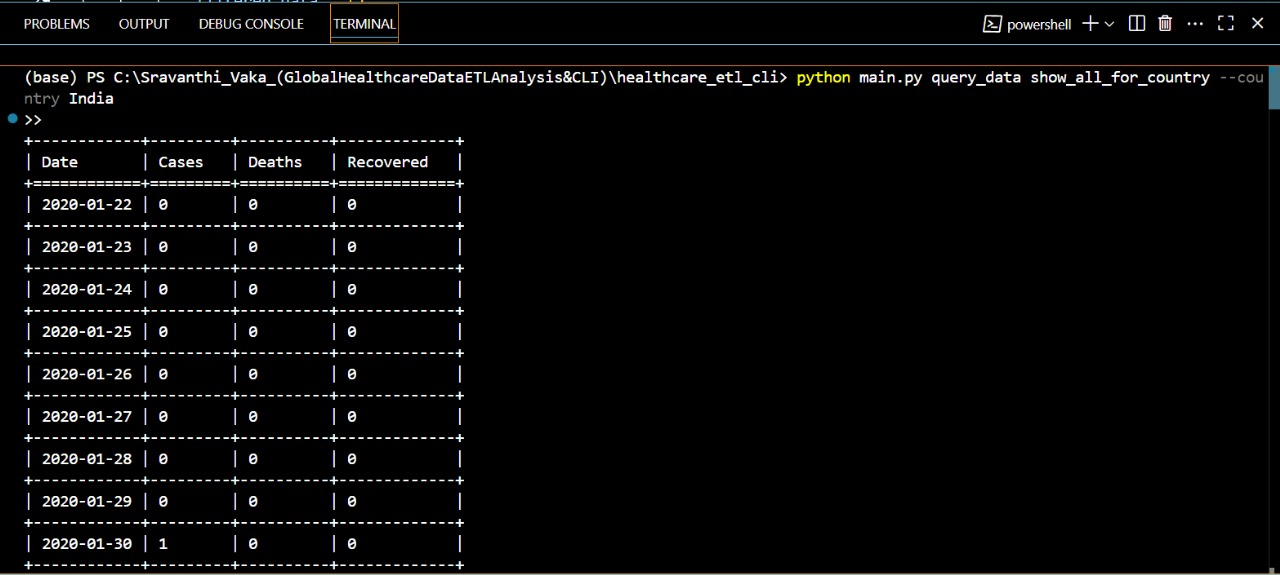 PROBLEMS OUTPUT DEBUG CONSOLE TERMINAL powershell
(base) PS C:\Sravanthi_Vaka_(GlobalHealthcareDataETLAnalysis&CLI)\healthcare_etl_cli> python main.py query_data show_all_for_country --cou
ntry India
>>
+------------+---------+----------+-------------+
| Date       | Cases   | Deaths   | Recovered   |
+============+=========+==========+=============+
| 2020-01-22 | 0       | 0        | 0           |
+------------+---------+----------+-------------+
| 2020-01-23 | 0       | 0        | 0           |
+------------+---------+----------+-------------+
| 2020-01-24 | 0       | 0        | 0           |
+------------+---------+----------+-------------+
| 2020-01-25 | 0       | 0        | 0           |
+------------+---------+----------+-------------+
| 2020-01-26 | 0       | 0        | 0           |
+------------+---------+----------+-------------+
| 2020-01-27 | 0       | 0        | 0           |
+------------+---------+----------+-------------+
| 2020-01-28 | 0       | 0        | 0           |
+------------+---------+----------+-------------+
| 2020-01-29 | 0       | 0        | 0           |
+------------+---------+----------+-------------+
| 2020-01-30 | 1       | 0        | 0           |
+------------+---------+----------+-------------+